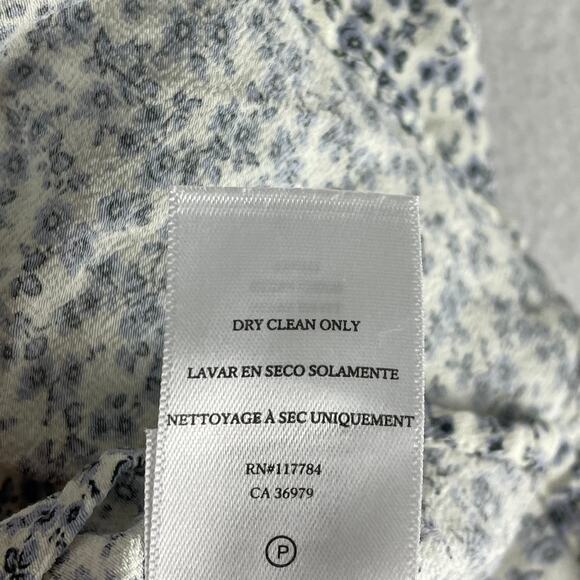 DRY CLEAN ONLY
LAVAR EN SECO SOLAMENTE
NETTOYAGE À SEC UNIQUEMENT
RN#117784
CA 36979
P